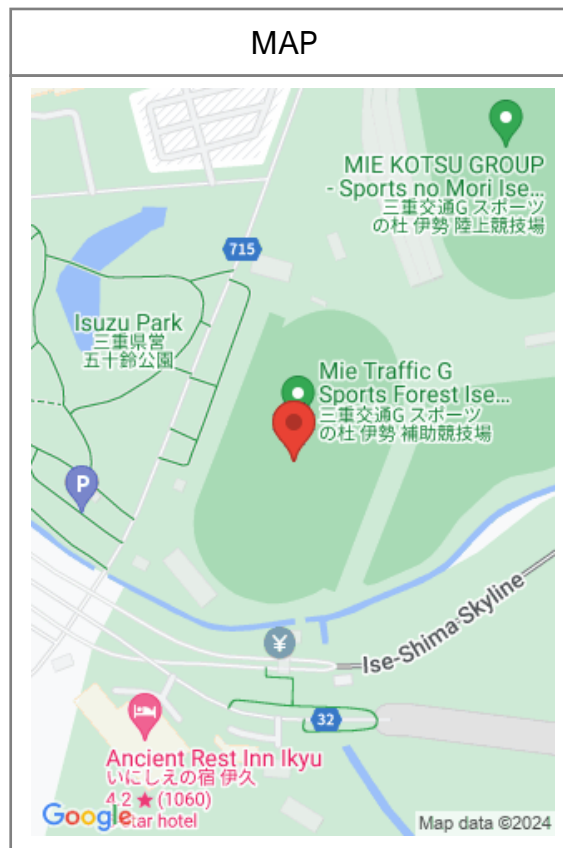 MAP
MIE KOTSU GROUP
- Sports no Mori Ise...
三重交通G スポーツ
の杜 伊勢 陸上競技場
715
Isuzu Park
三重県営
五十鈴公園
Mie Traffic G
Sports Forest Ise...
三重交通G スポーツ
の杜 伊勢 補助競技場
P
Ise-Shima-Skyline
¥
32
Ancient Rest Inn Ikyu
いにしえの宿 伊久
4.2 ★ (1060)
Google
hotel
Map data ©2024